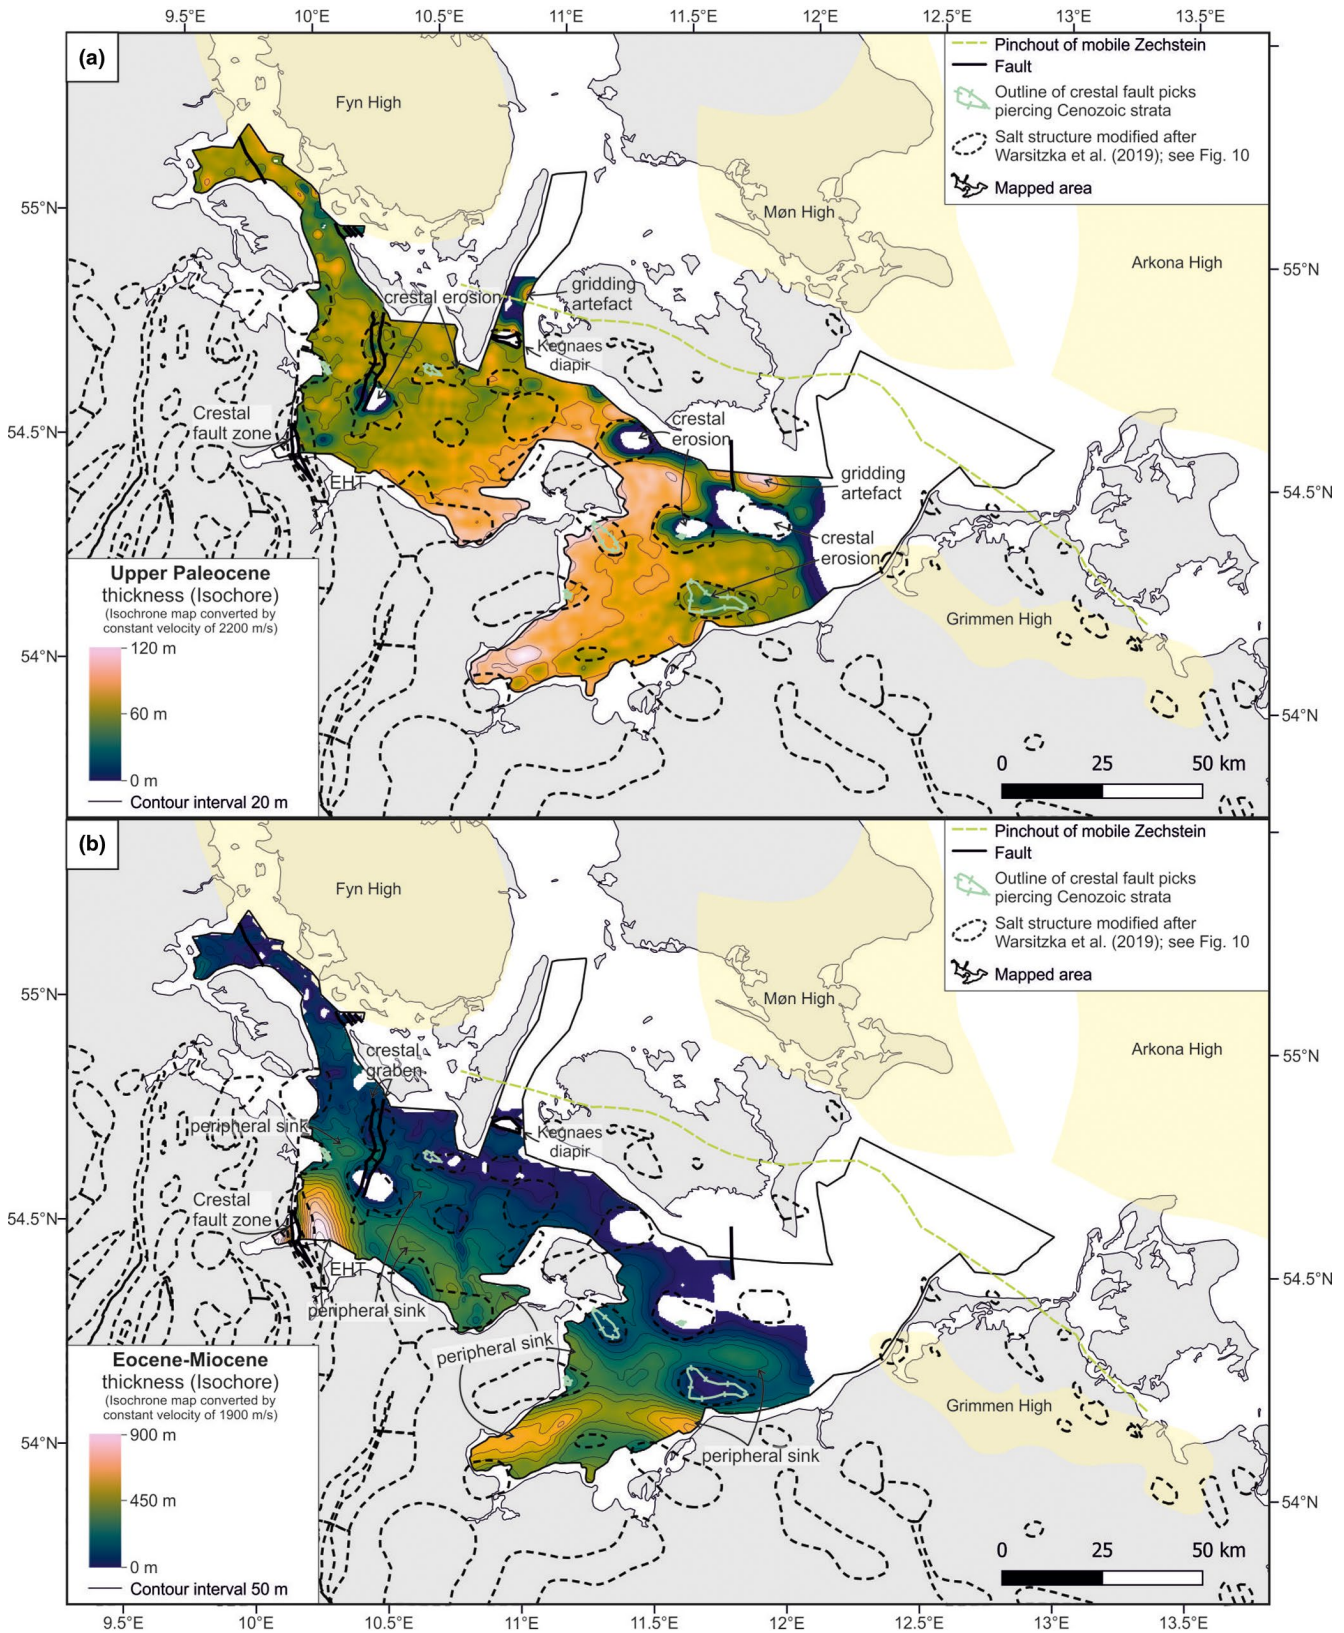 9.5°E 10.0°E 10.5°E 11°E 11.5°E 12°E 12.5°E 13°E 13.5°E
(a)
Pinchout of mobile Zechstein
Fault
Outline of crestal fault picks
piercing Cenozoic strata
Salt structure modified after
Warsitzka et al. (2019); see Fig. 10
Mapped area
Fyn High
Møn High
Arkona High
55°N
55°N
crestal erosion
gridding
artefact
Kegnaes
diapir
Crestal
fault zone
crestal
erosion
54.5°N
EHT
gridding
artefact
54.5°N
crestal
erosion
Grimmen High
Upper Paleocene
thickness (Isochore)
(Isochrone map converted by
constant velocity of 2200 m/s)
120 m
60 m
0 m
Contour interval 20 m
54°N
54°N
0 25 50 km
(b)
Pinchout of mobile Zechstein
Fault
Outline of crestal fault picks
piercing Cenozoic strata
Salt structure modified after
Warsitzka et al. (2019); see Fig. 10
Mapped area
Fyn High
Møn High
Arkona High
55°N
55°N
crestal
graben
peripheral sink
Kegnaes
diapir
Crestal
fault zone
54.5°N
EHT
54.5°N
peripheral sink
peripheral sink
Grimmen High
peripheral sink
Eocene-Miocene
thickness (Isochore)
(Isochrone map converted by
constant velocity of 1900 m/s)
900 m
450 m
0 m
Contour interval 50 m
54°N
54°N
0 25 50 km
9.5°E 10°E 10.5°E 11°E 11.5°E 12°E 12.5°E 13°E 13.5°E